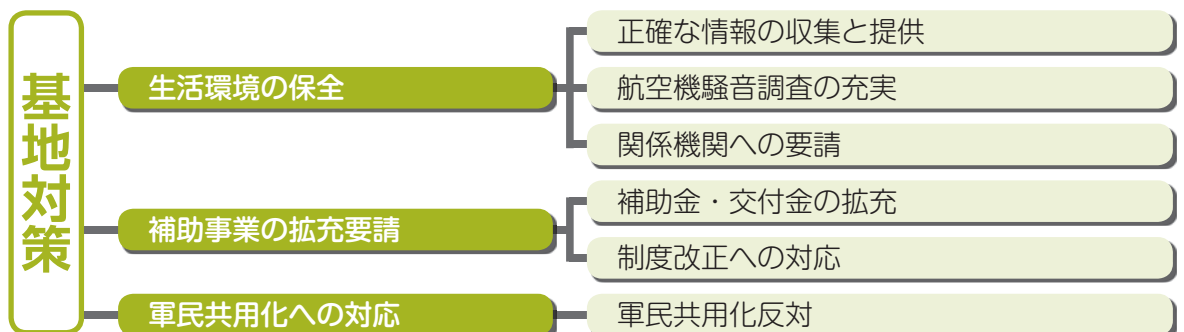 基地対策
生活環境の保全
正確な情報の収集と提供
航空機騒音調査の充実
関係機関への要請
補助事業の拡充要請
補助金・交付金の拡充
制度改正への対応
軍民共用化への対応
軍民共用化反対